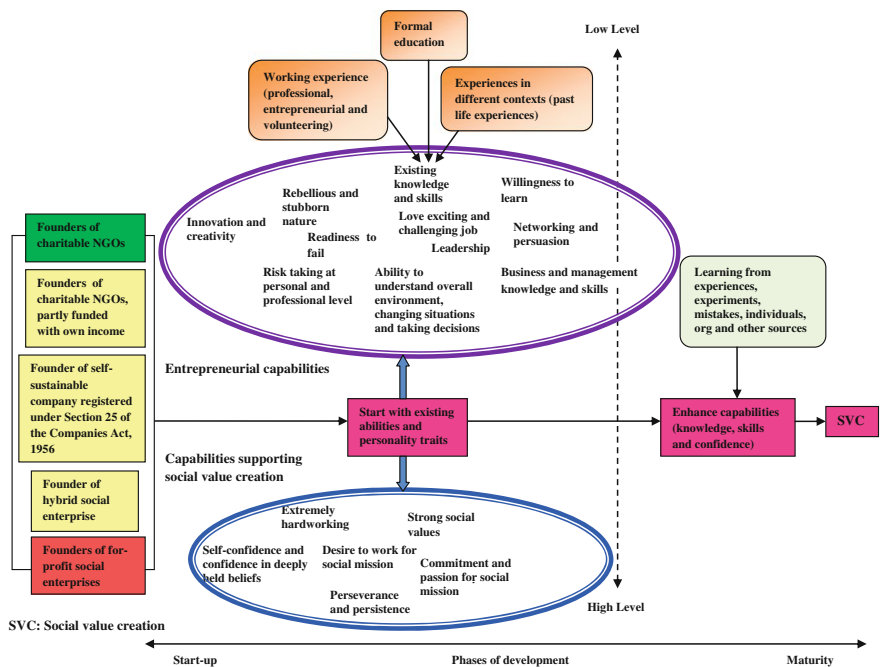 Formal
education
Low Level
Working experience
(professional,
entrepreneurial and
volunteering)
Experiences in
different contexts (past
life experiences)
Existing
knowledge
and skills
Willingness to
learn
Rebellious and
stubborn
nature
Innovation and
creativity
Love exciting and
challenging job
Networking and
persuasion
Readiness to
fail
Leadership
Risk taking at
personal and
professional level
Ability to
understand overall
environment,
changing situations
and taking decisions
Business and management
knowledge and skills
Founders of
charitable NGOs
Founders of
charitable NGOs,
partly funded
with own income
Founder of self-
sustainable
company registered
under Section 25 of
the Companies Act,
1956
Founder of
hybrid social
enterprise
Founders of for-
profit social
enterprises
Learning from
experiences,
experiments,
mistakes, individuals,
org and other sources
Entrepreneurial capabilities
Start with existing
abilities and
personality traits
Enhance capabilities
(knowledge, skills
and confidence)
SVC
Capabilities supporting
social value creation
Extremely
hardworking
Strong social
values
Self-confidence and
confidence in deeply
held beliefs
Desire to work for
social mission
Commitment and
passion for social
mission
Perseverance
and persistence
High Level
SVC: Social value creation
Start-up
Phases of development
Maturity